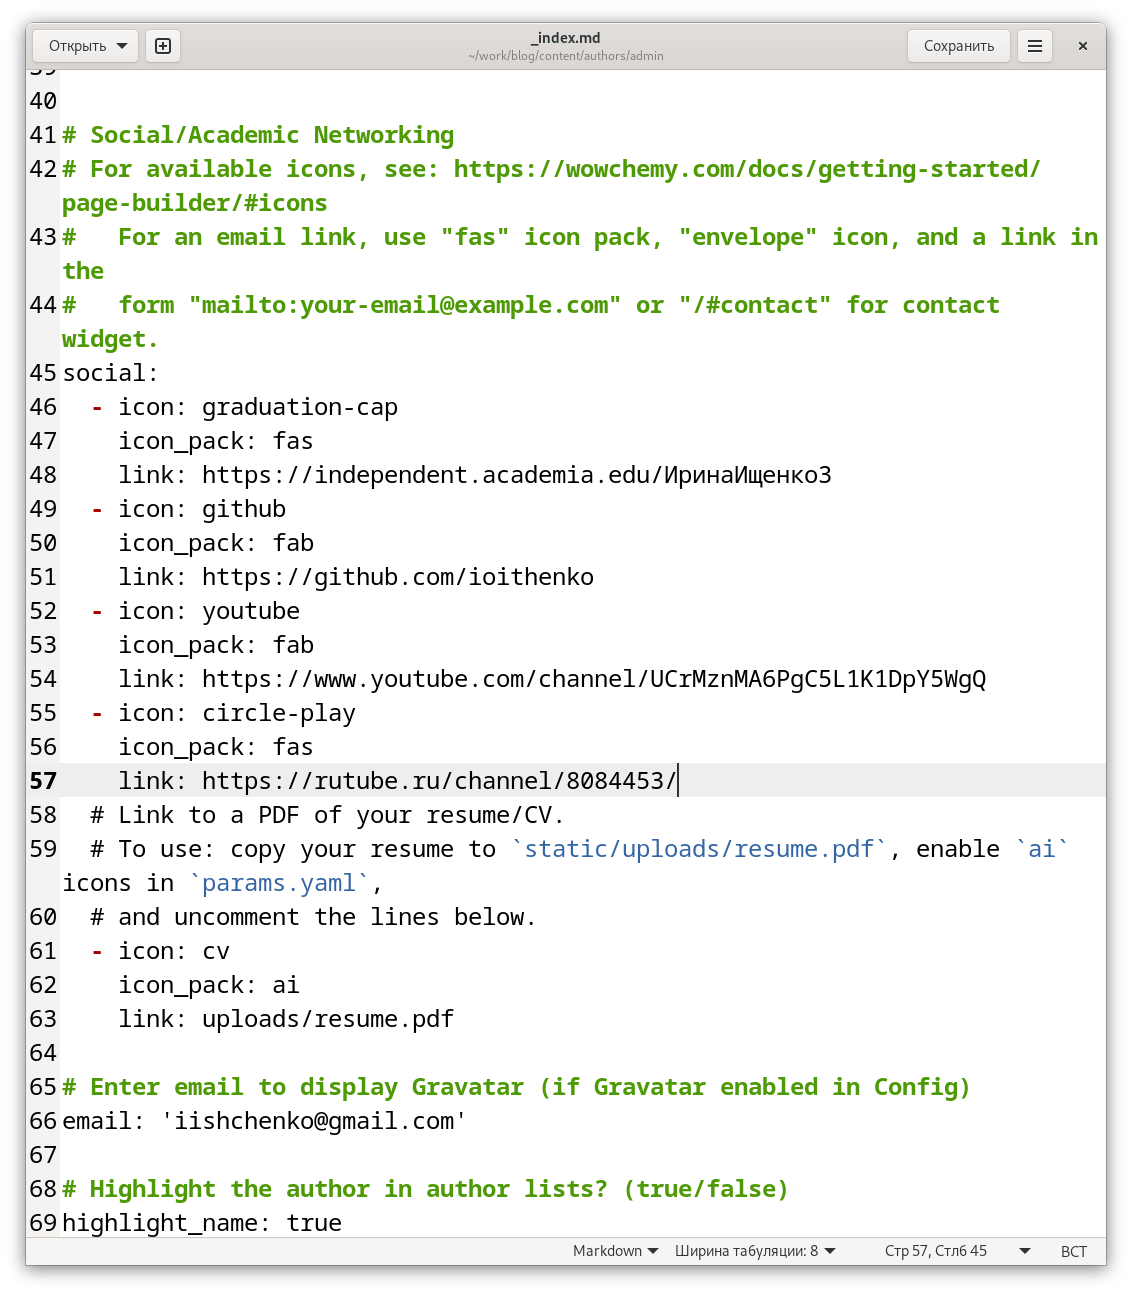 Открыть
_index.md
~/work/blog/content/authors/admin
Сохранить
39
40
41 # Social/Academic Networking
42 # For available icons, see: https://wowchemy.com/docs/getting-started/
page-builder/#icons
43 #   For an email link, use "fas" icon pack, "envelope" icon, and a link in
the
44 #   form "mailto:your-email@example.com" or "/#contact" for contact
widget.
45 social:
46   - icon: graduation-cap
47     icon_pack: fas
48     link: https://independent.academia.edu/ИринаИщенко3
49   - icon: github
50     icon_pack: fab
51     link: https://github.com/ioithenko
52   - icon: youtube
53     icon_pack: fab
54     link: https://www.youtube.com/channel/UCrMznMA6PgC5L1K1DpY5WgQ
55   - icon: circle-play
56     icon_pack: fas
57     link: https://rutube.ru/channel/8084453/
58   # Link to a PDF of your resume/CV.
59   # To use: copy your resume to `static/uploads/resume.pdf`, enable `ai`
icons in `params.yaml`,
60   # and uncomment the lines below.
61   - icon: cv
62     icon_pack: ai
63     link: uploads/resume.pdf
64
65 # Enter email to display Gravatar (if Gravatar enabled in Config)
66 email: 'iishchenko@gmail.com'
67
68 # Highlight the author in author lists? (true/false)
69 highlight_name: true
Markdown Ширина табуляции: 8 Стр 57, Стлб 45 ВСТ